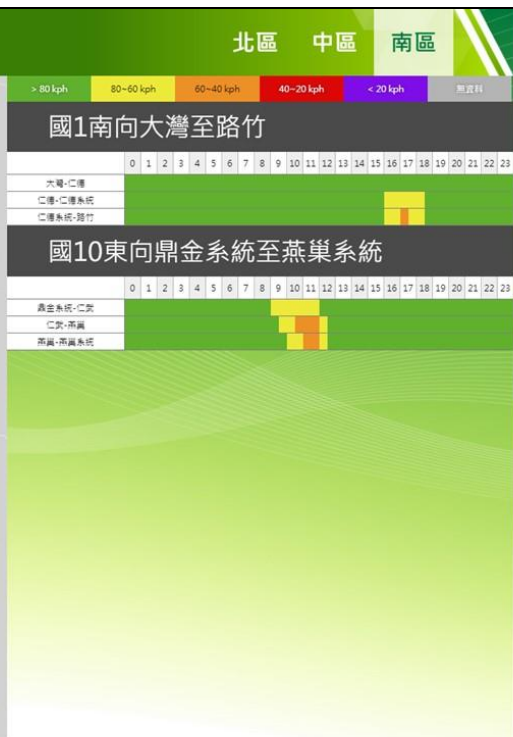 北區 中區 南區
> 80 kph 80~60 kph 60~40 kph 40~20 kph < 20 kph 無資料
國1南向大灣至路竹
0 1 2 3 4 5 6 7 8 9 10 11 12 13 14 15 16 17 18 19 20 21 22 23
大灣-仁德
仁德-仁德系統
仁德系統-路竹
國10東向鼎金系統至燕巢系統
0 1 2 3 4 5 6 7 8 9 10 11 12 13 14 15 16 17 18 19 20 21 22 23
鼎金系統-仁武
仁武-燕巢
燕巢-燕巢系統